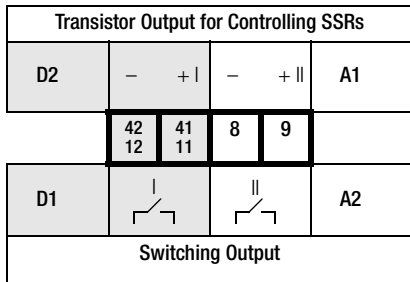 Transistor Output for Controlling SSRs
D2 – + I – + II A1
42 41 8 9
12 11
I II
D1 A2
Switching Output